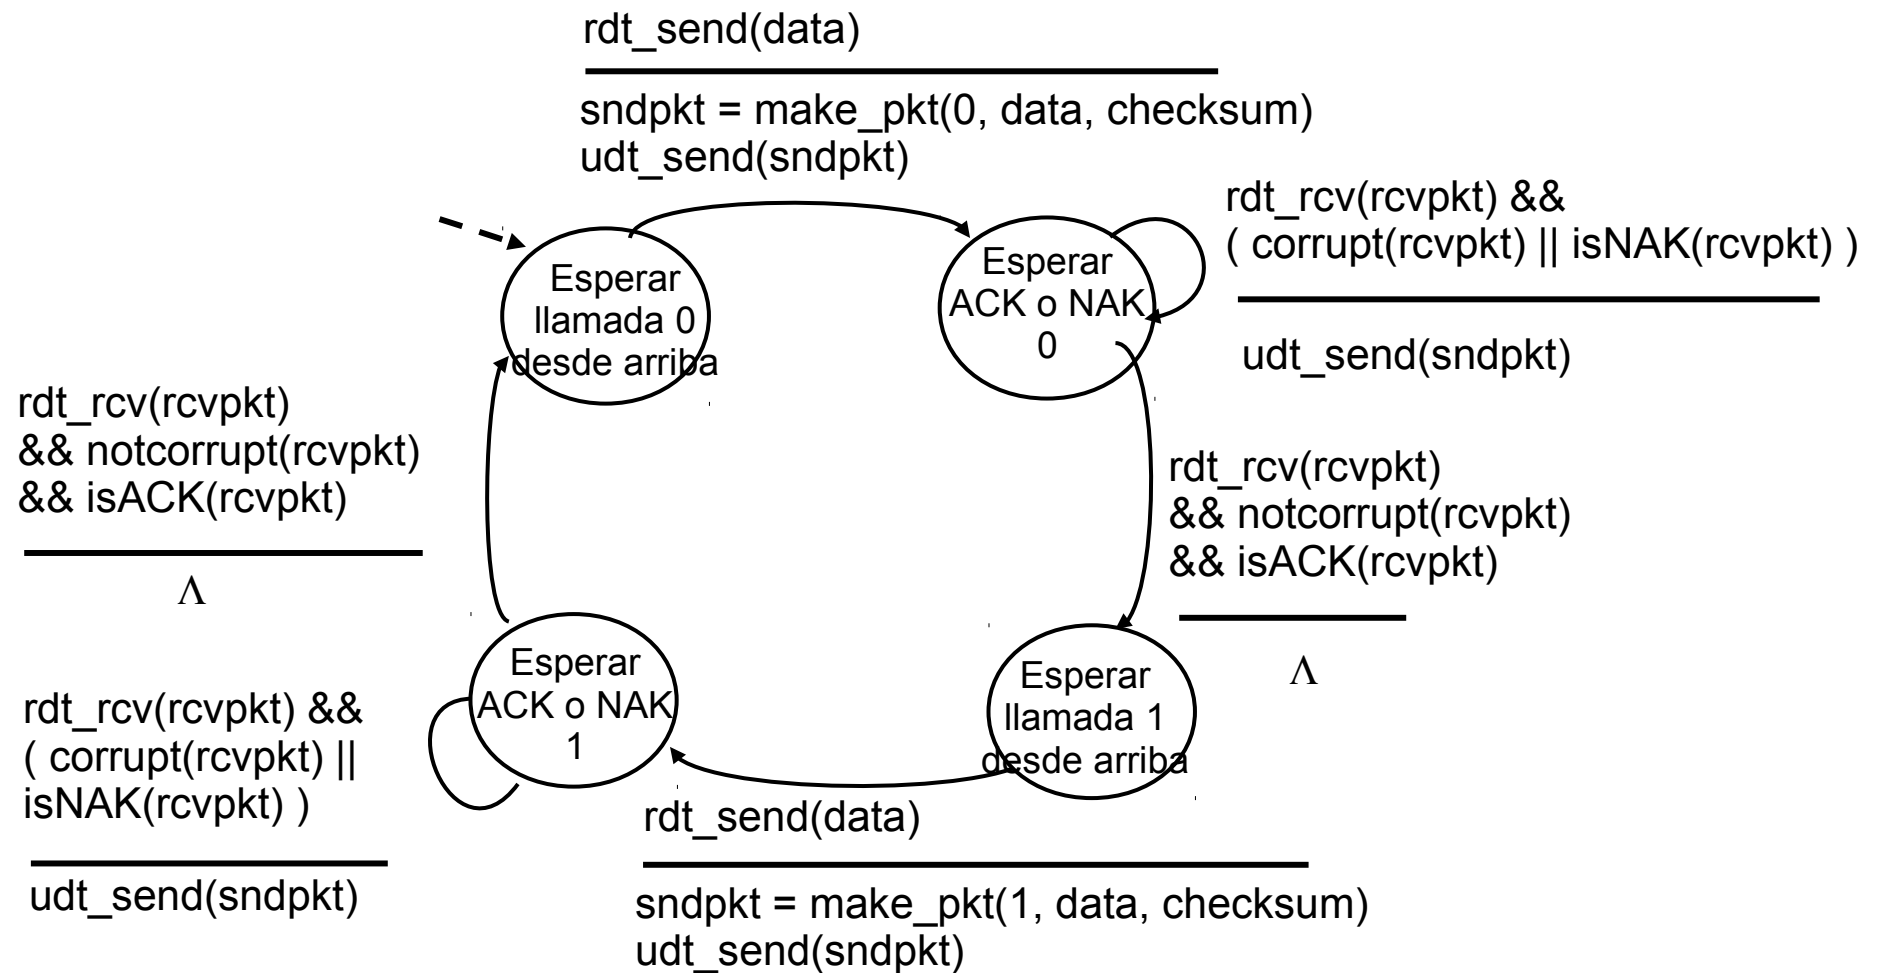 rdt_send(data)
sndpkt = make_pkt(0, data, checksum)
udt_send(sndpkt)
rdt_rcv(rcvpkt) &&
( corrupt(rcvpkt) || isNAK(rcvpkt) )
udt_send(sndpkt)
Esperar
llamada 0
desde arriba
Esperar
ACK o NAK
0
rdt_rcv(rcvpkt)
&& notcorrupt(rcvpkt)
&& isACK(rcvpkt)
Λ
rdt_rcv(rcvpkt)
&& notcorrupt(rcvpkt)
&& isACK(rcvpkt)
Λ
Esperar
ACK o NAK
1
Esperar
llamada 1
desde arriba
rdt_rcv(rcvpkt) &&
( corrupt(rcvpkt) ||
isNAK(rcvpkt) )
udt_send(sndpkt)
rdt_send(data)
sndpkt = make_pkt(1, data, checksum)
udt_send(sndpkt)